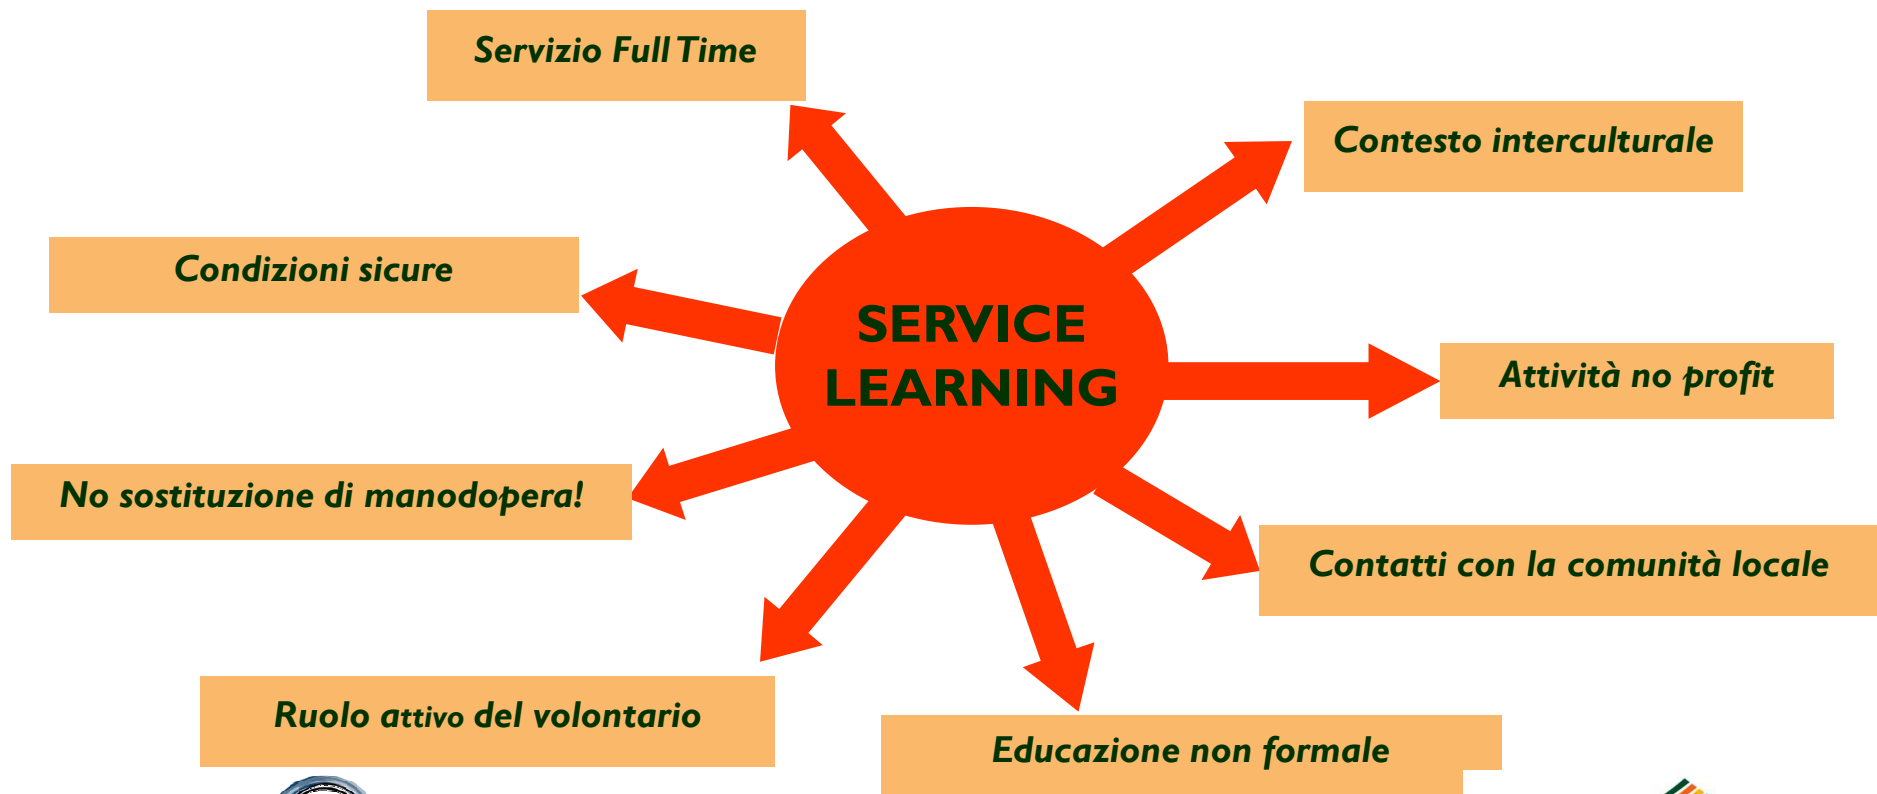 Servizio Full Time
Contesto interculturale
Condizioni sicure
SERVICE
LEARNING
Attività no profit
No sostituzione di manodopera!
Contatti con la comunità locale
Ruolo attivo del volontario
Educazione non formale